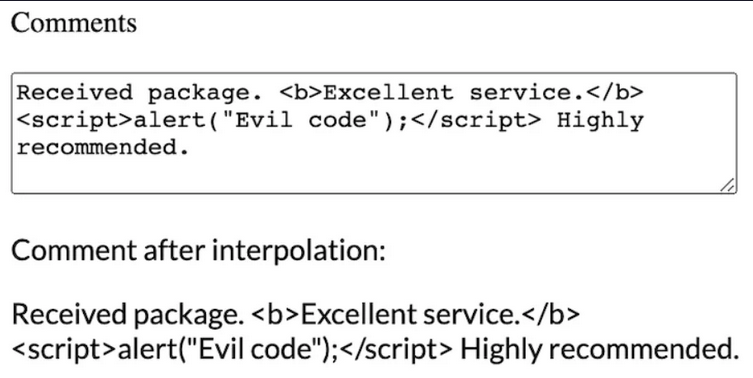 Comments
Received package. <b>Excellent service.</b>
<script>alert("Evil code");</script> Highly
recommended.
Comment after interpolation:
Received package. <b>Excellent service.</b>
<script>alert("Evil code");</script> Highly recommended.